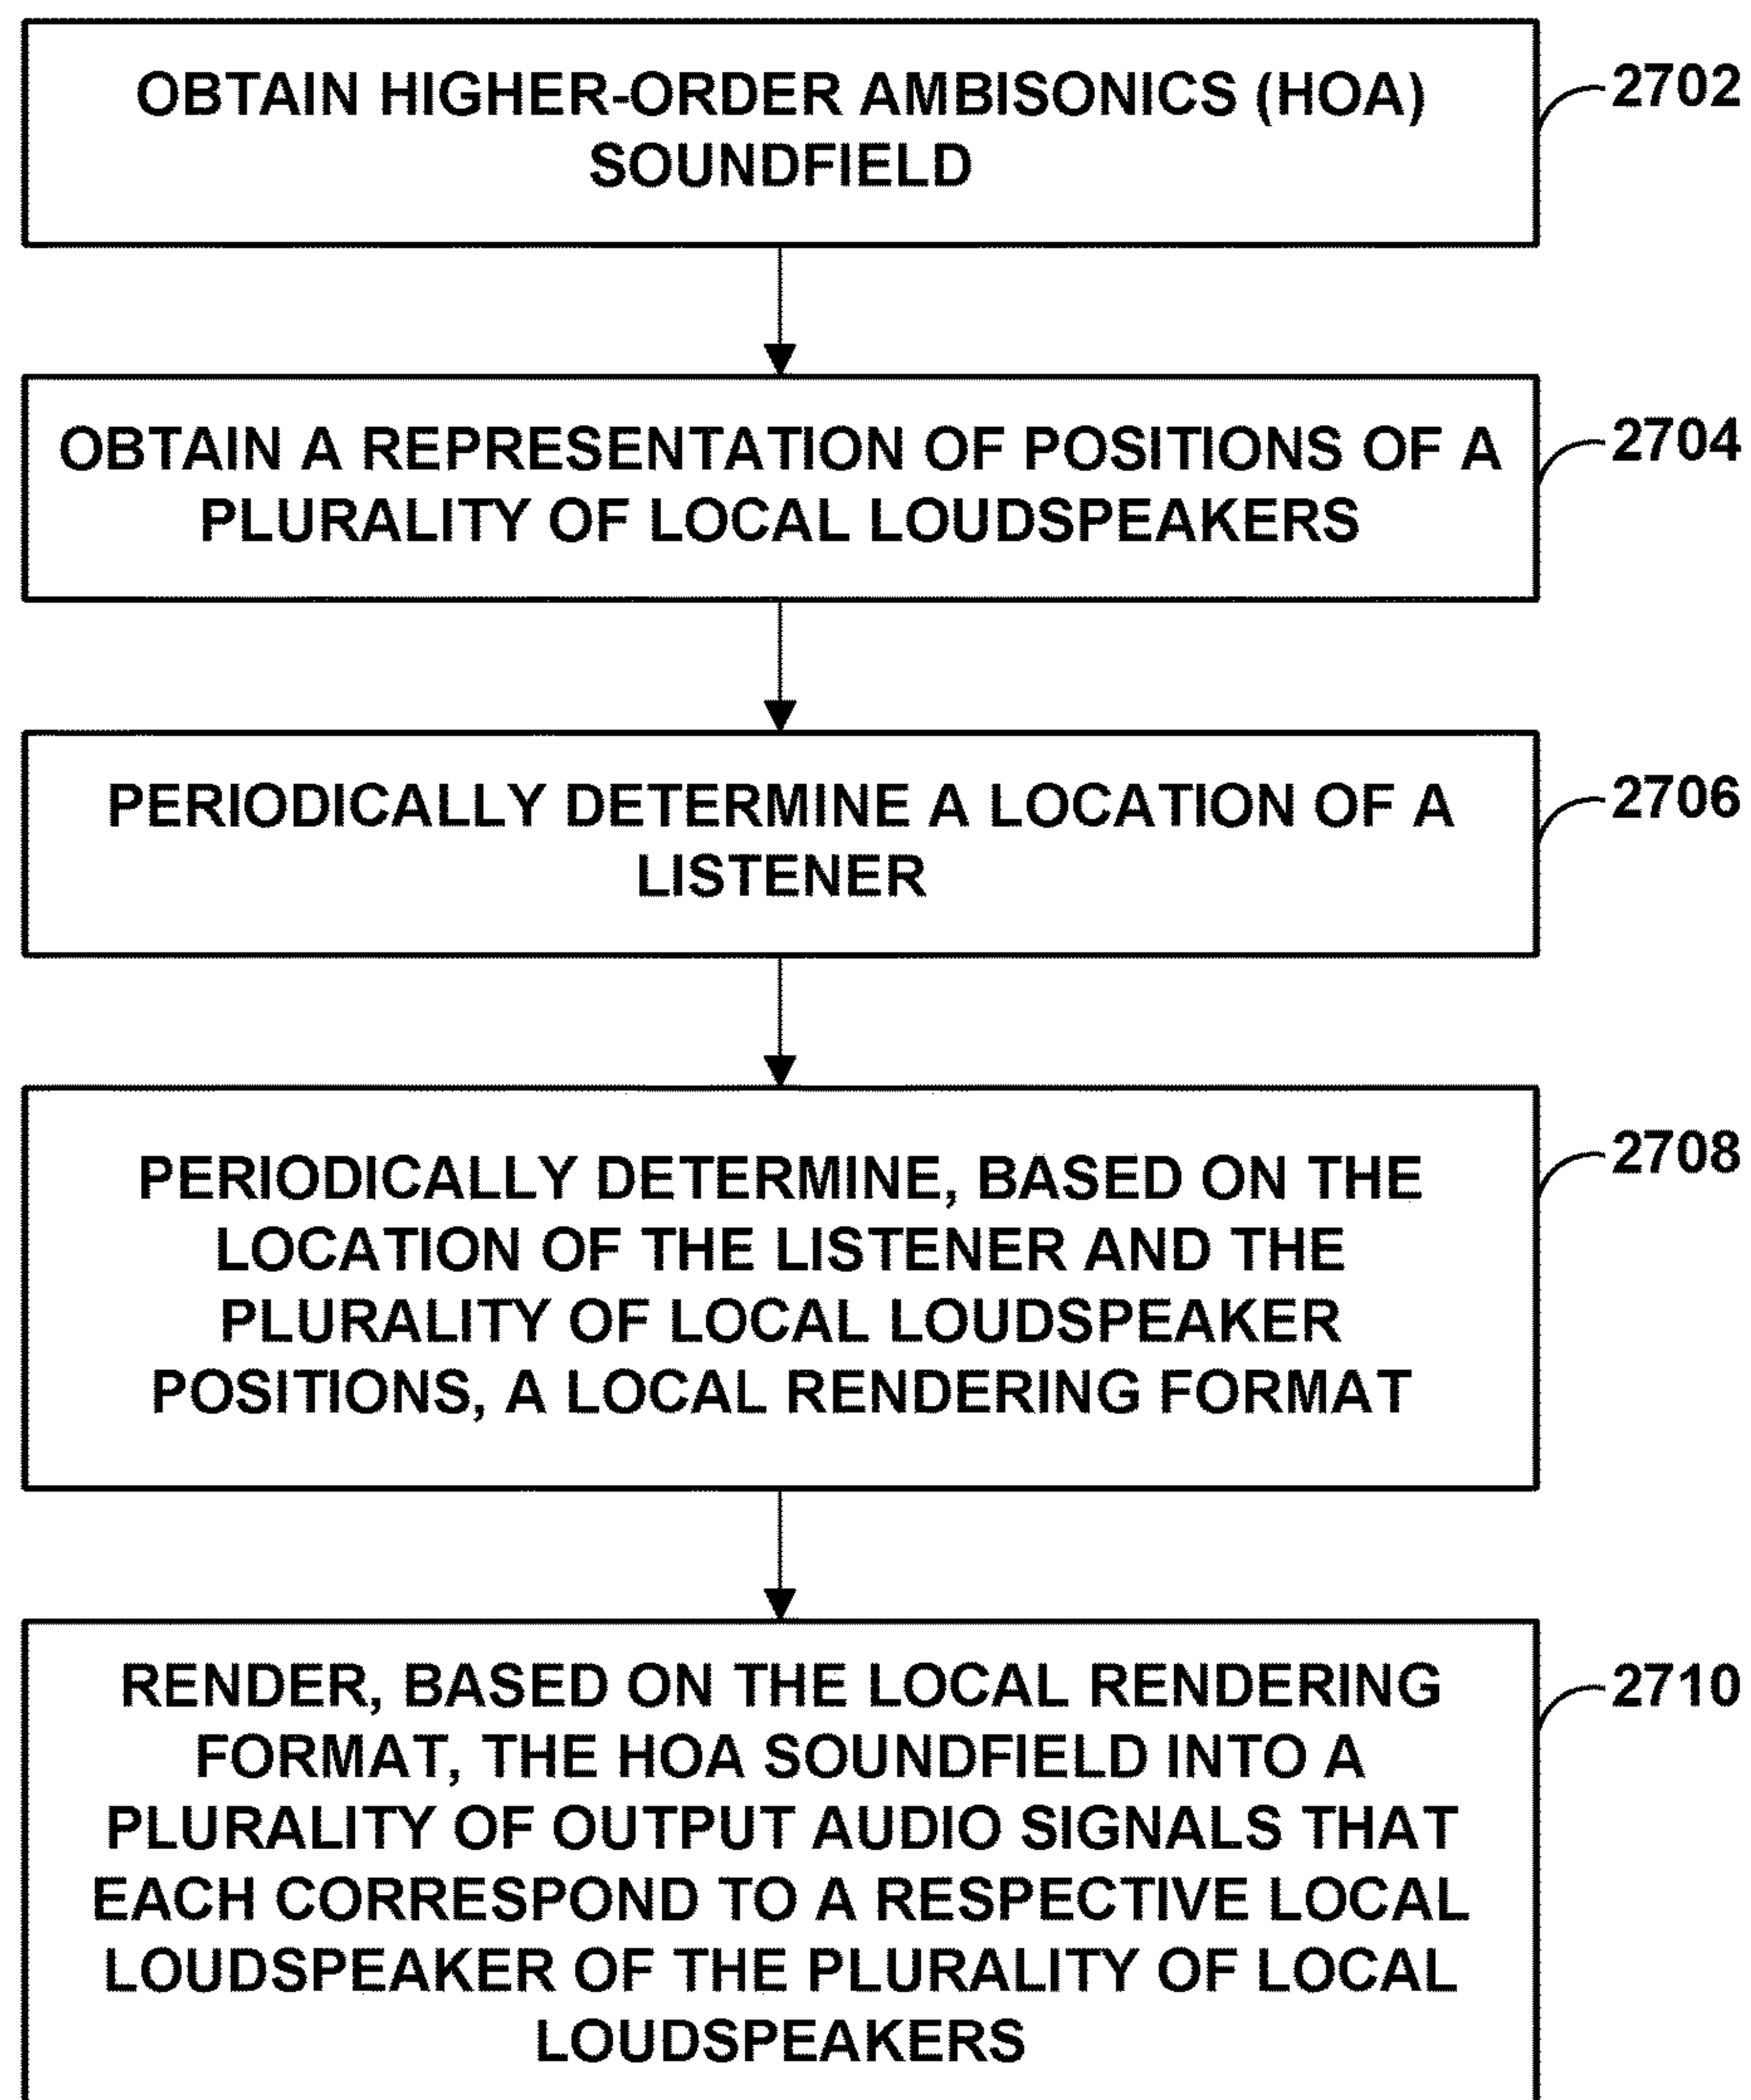 OBTAIN HIGHER-ORDER AMBISONICS (HOA)
SOUNDFIELD
2702
OBTAIN A REPRESENTATION OF POSITIONS OF A
PLURALITY OF LOCAL LOUDSPEAKERS
2704
PERIODICALLY DETERMINE A LOCATION OF A
LISTENER
2706
PERIODICALLY DETERMINE, BASED ON THE
LOCATION OF THE LISTENER AND THE
PLURALITY OF LOCAL LOUDSPEAKER
POSITIONS, A LOCAL RENDERING FORMAT
2708
RENDER, BASED ON THE LOCAL RENDERING
FORMAT, THE HOA SOUNDFIELD INTO A
PLURALITY OF OUTPUT AUDIO SIGNALS THAT
EACH CORRESPOND TO A RESPECTIVE LOCAL
LOUDSPEAKER OF THE PLURALITY OF LOCAL
LOUDSPEAKERS
2710